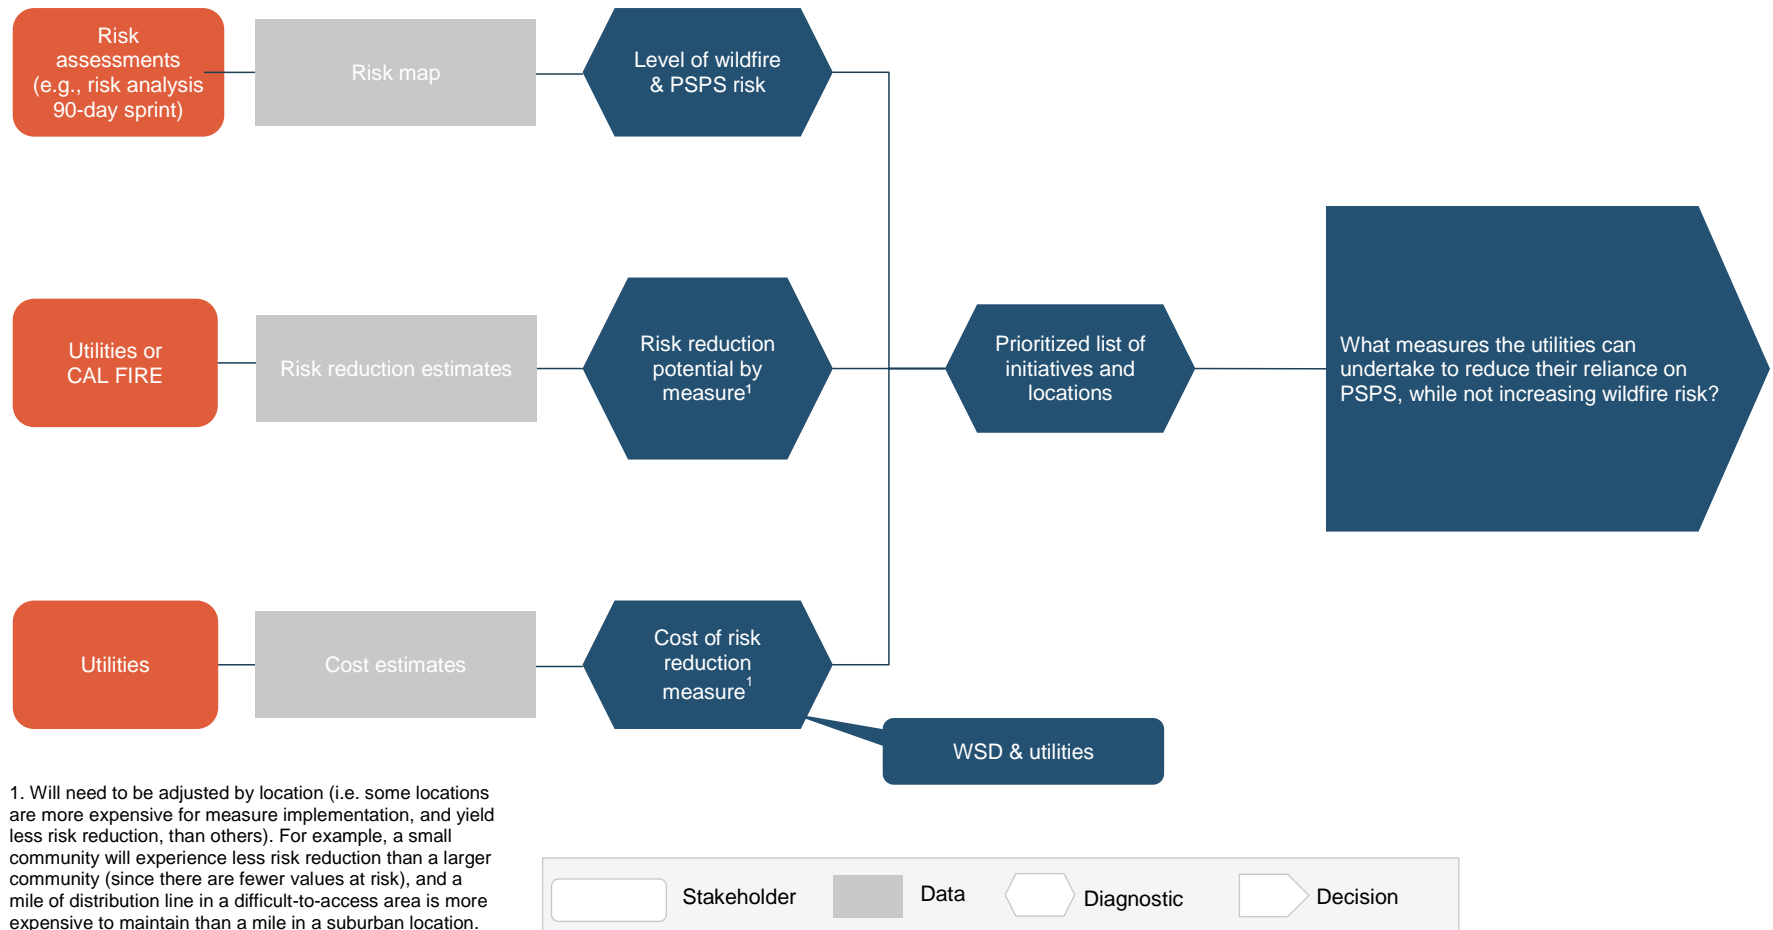 Risk
assessments
(e.g., risk analysis
90-day sprint)
Risk map
Level of wildfire
& PSPS risk
Utilities or
CAL FIRE
Risk reduction estimates
Risk reduction
potential by
measure¹
Prioritized list of
initiatives and
locations
What measures the utilities can
undertake to reduce their reliance on
PSPS, while not increasing wildfire risk?
Utilities
Cost estimates
Cost of risk
reduction
measure¹
WSD & utilities
1. Will need to be adjusted by location (i.e. some locations
are more expensive for measure implementation, and yield
less risk reduction, than others). For example, a small
community will experience less risk reduction than a larger
community (since there are fewer values at risk), and a
mile of distribution line in a difficult-to-access area is more
expensive to maintain than a mile in a suburban location.
Stakeholder
Data
Diagnostic
Decision